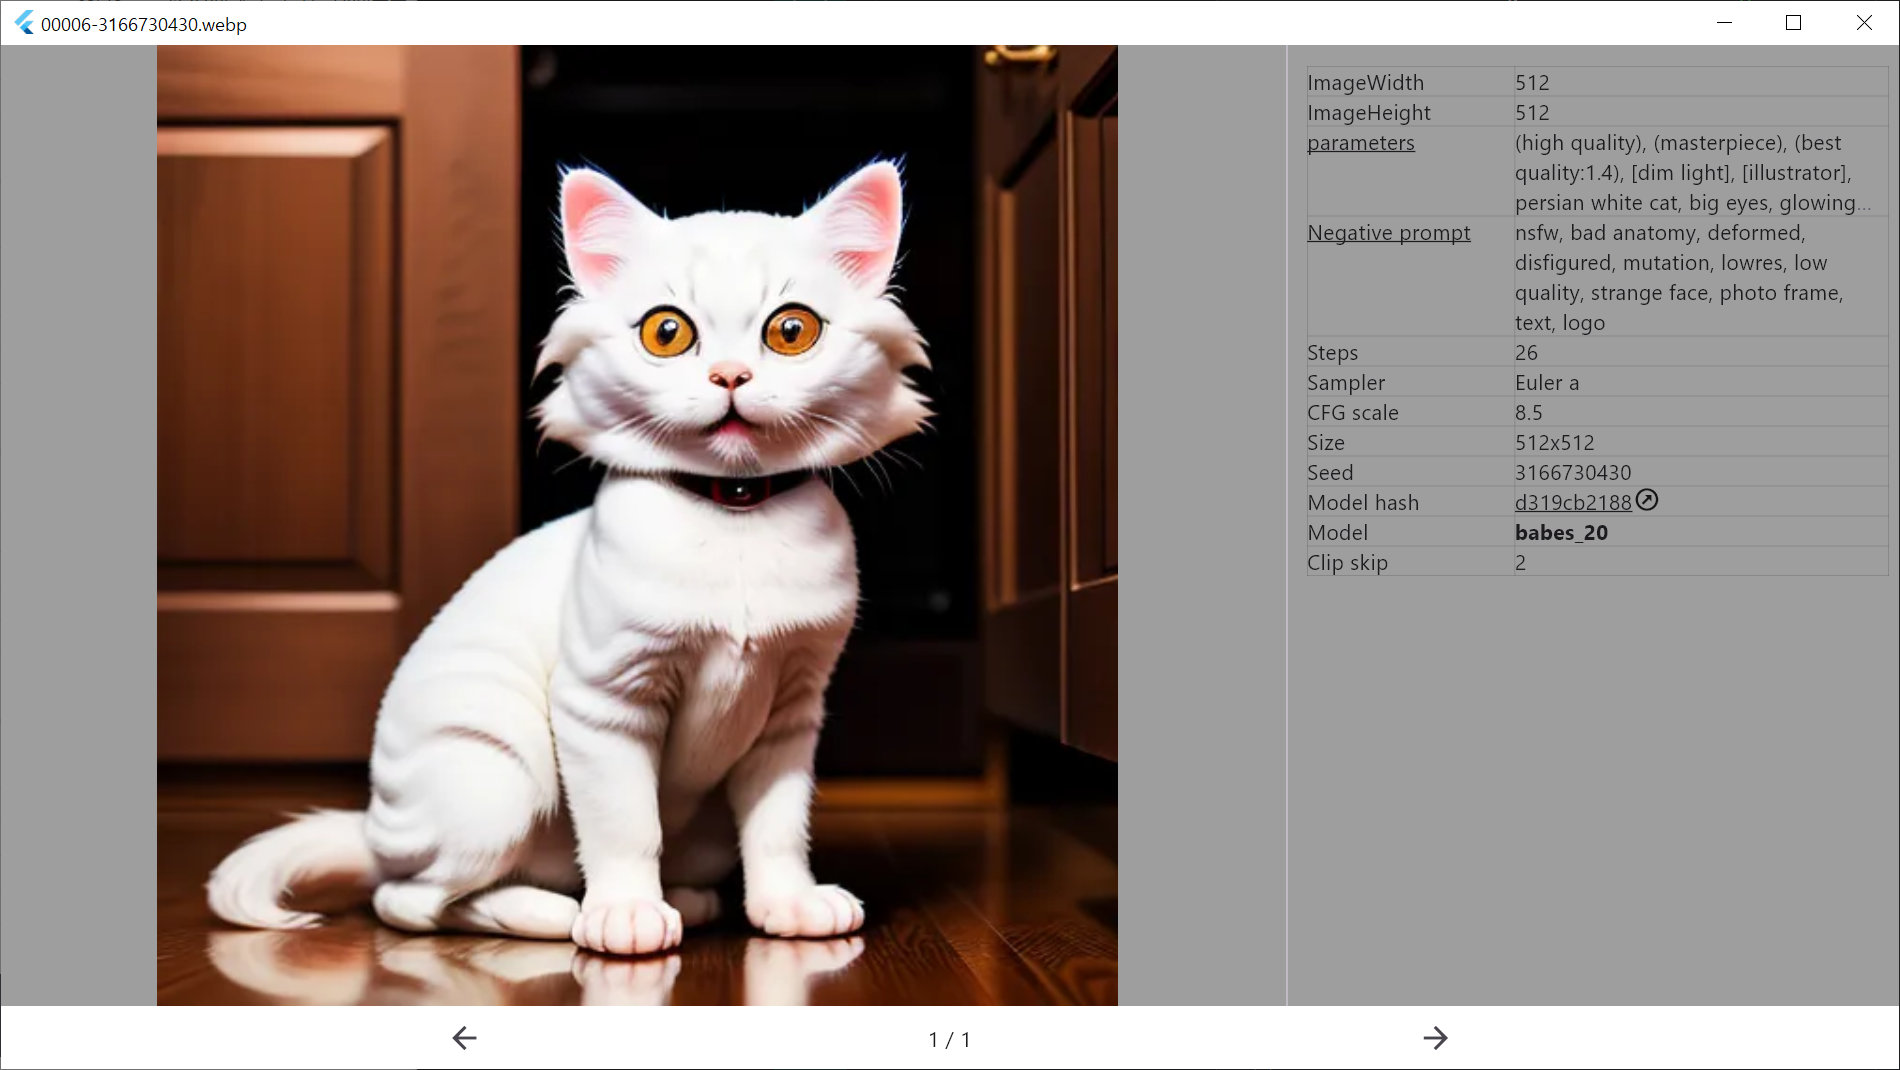 00006-3166730430.webp
ImageWidth 512
ImageHeight 512
parameters (high quality), (masterpiece), (best
quality:1.4), [dim light], [illustrator],
persian white cat, big eyes, glowing...
Negative prompt nsfw, bad anatomy, deformed,
disfigured, mutation, lowres, low
quality, strange face, photo frame,
text, logo
Steps 26
Sampler Euler a
CFG scale 8.5
Size 512x512
Seed 3166730430
Model hash d319cb2188
Model babes_20
Clip skip 2
1 / 1